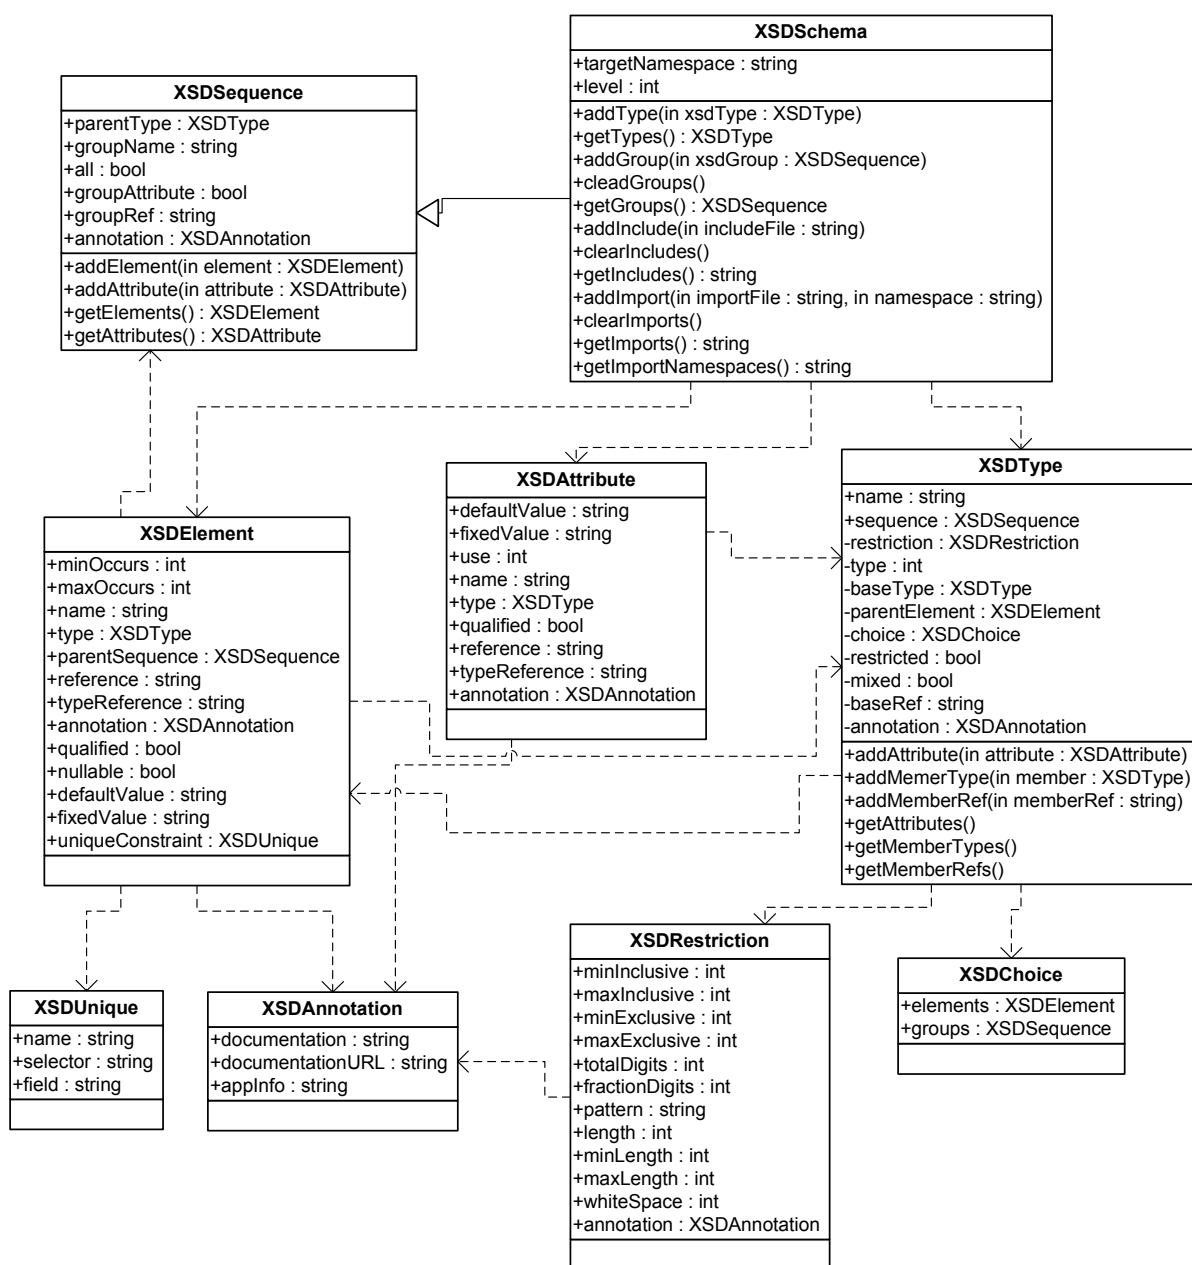 XSDSchema
+targetNamespace : string
+level : int
+addType(in xsdType : XSDType)
+getTypes() : XSDType
+addGroup(in xsdGroup : XSDSequence)
+cleadGroups()
+getGroups() : XSDSequence
+addInclude(in includeFile : string)
+clearIncludes()
+getIncludes() : string
+addImport(in importFile : string, in namespace : string)
+clearImports()
+getImports() : string
+getImportNamespaces() : string
XSDSequence
+parentType : XSDType
+groupName : string
+all : bool
+groupAttribute : bool
+groupRef : string
+annotation : XSDAnnotation
+addElement(in element : XSDElement)
+addAttribute(in attribute : XSDAttribute)
+getElements() : XSDElement
+getAttributes() : XSDAttribute
XSDAttribute
+defaultValue : string
+fixedValue : string
+use : int
+name : string
+type : XSDType
+qualified : bool
+reference : string
+typeReference : string
+annotation : XSDAnnotation
XSDType
+name : string
+sequence : XSDSequence
-restriction : XSDRestriction
-type : int
-baseType : XSDType
-parentElement : XSDElement
-choice : XSDChoice
-restricted : bool
-mixed : bool
-baseRef : string
-annotation : XSDAnnotation
+addAttribute(in attribute : XSDAttribute)
+addMemerType(in member : XSDType)
+addMemberRef(in memberRef : string)
+getAttributes()
+getMemberTypes()
+getMemberRefs()
XSDElement
+minOccurs : int
+maxOccurs : int
+name : string
+type : XSDType
+parentSequence : XSDSequence
+reference : string
+typeReference : string
+annotation : XSDAnnotation
+qualified : bool
+nullable : bool
+defaultValue : string
+fixedValue : string
+uniqueConstraint : XSDUnique
XSDUnique
+name : string
+selector : string
+field : string
XSDAnnotation
+documentation : string
+documentationURL : string
+appInfo : string
XSDRestriction
+minInclusive : int
+maxInclusive : int
+minExclusive : int
+maxExclusive : int
+totalDigits : int
+fractionDigits : int
+pattern : string
+length : int
+minLength : int
+maxLength : int
+whiteSpace : int
+annotation : XSDAnnotation
XSDChoice
+elements : XSDElement
+groups : XSDSequence